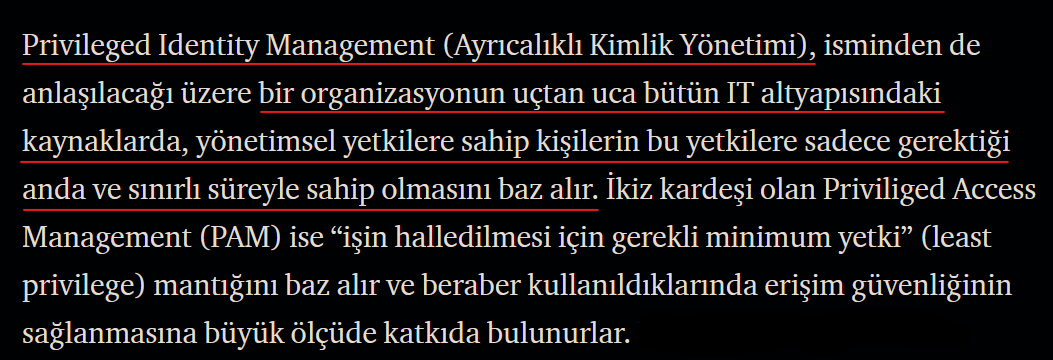 Privileged Identity Management (Ayrıcalıklı Kimlik Yönetimi), isminden de
anlaşılacağı üzere bir organizasyonun uçtan uca bütün IT altyapısındaki
kaynaklarda, yönetimsel yetkilere sahip kişilerin bu yetkilere sadece gerektiği
anda ve sınırlı süreyle sahip olmasını baz alır. İkiz kardeşi olan Priviliged Access
Management (PAM) ise “işin halledilmesi için gerekli minimum yetki” (least
privilege) mantığını baz alır ve beraber kullanıldıklarında erişim güvenliğinin
sağlanmasına büyük ölçüde katkıda bulunurlar.